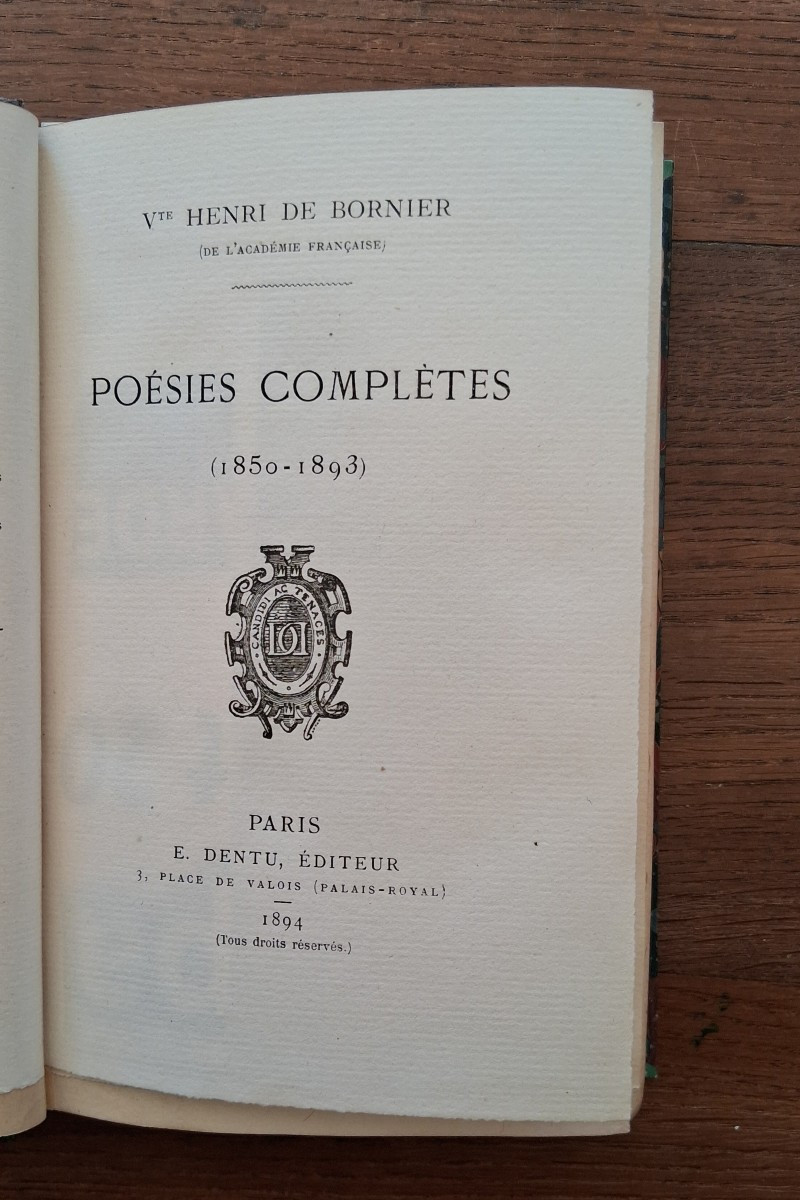 Vᵀᴱ HENRI DE BORNIER
(DE L'ACADÉMIE FRANÇAISE)
POÉSIES COMPLÈTES
(1850-1893)
CANDIDI AC TENACES
PARIS
E. DENTU, ÉDITEUR
3, PLACE DE VALOIS (PALAIS-ROYAL)
1894
(Tous droits réservés.)